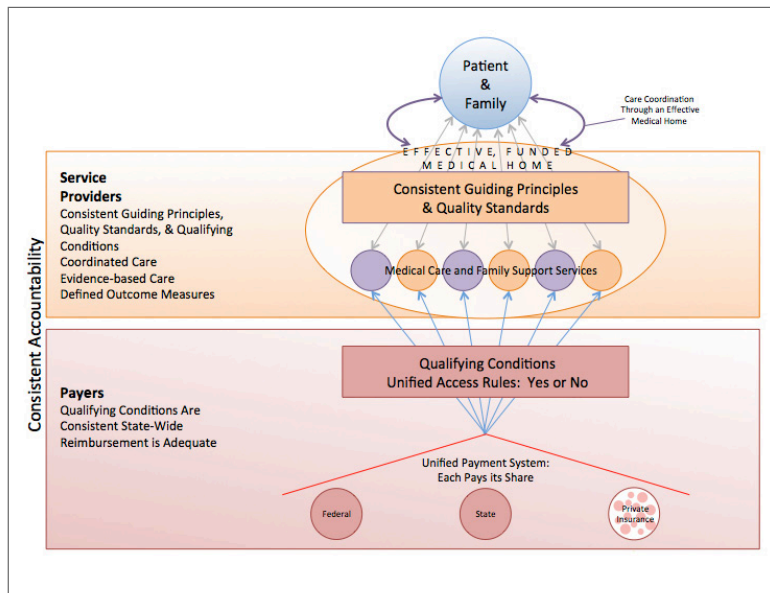 Patient
&
Family
Care Coordination
Through an Effective
Medical Home
EFFECTIVE, FUNDED
MEDICAL HOME
Consistent Guiding Principles
& Quality Standards
Service
Providers
Consistent Guiding Principles,
Quality Standards, & Qualifying
Conditions
Coordinated Care
Evidence-based Care
Defined Outcome Measures
Medical Care and Family Support Services
Consistent Accountability
Qualifying Conditions
Unified Access Rules: Yes or No
Payers
Qualifying Conditions Are
Consistent State-Wide
Reimbursement is Adequate
Unified Payment System:
Each Pays its Share
Federal
State
Private
Insurance